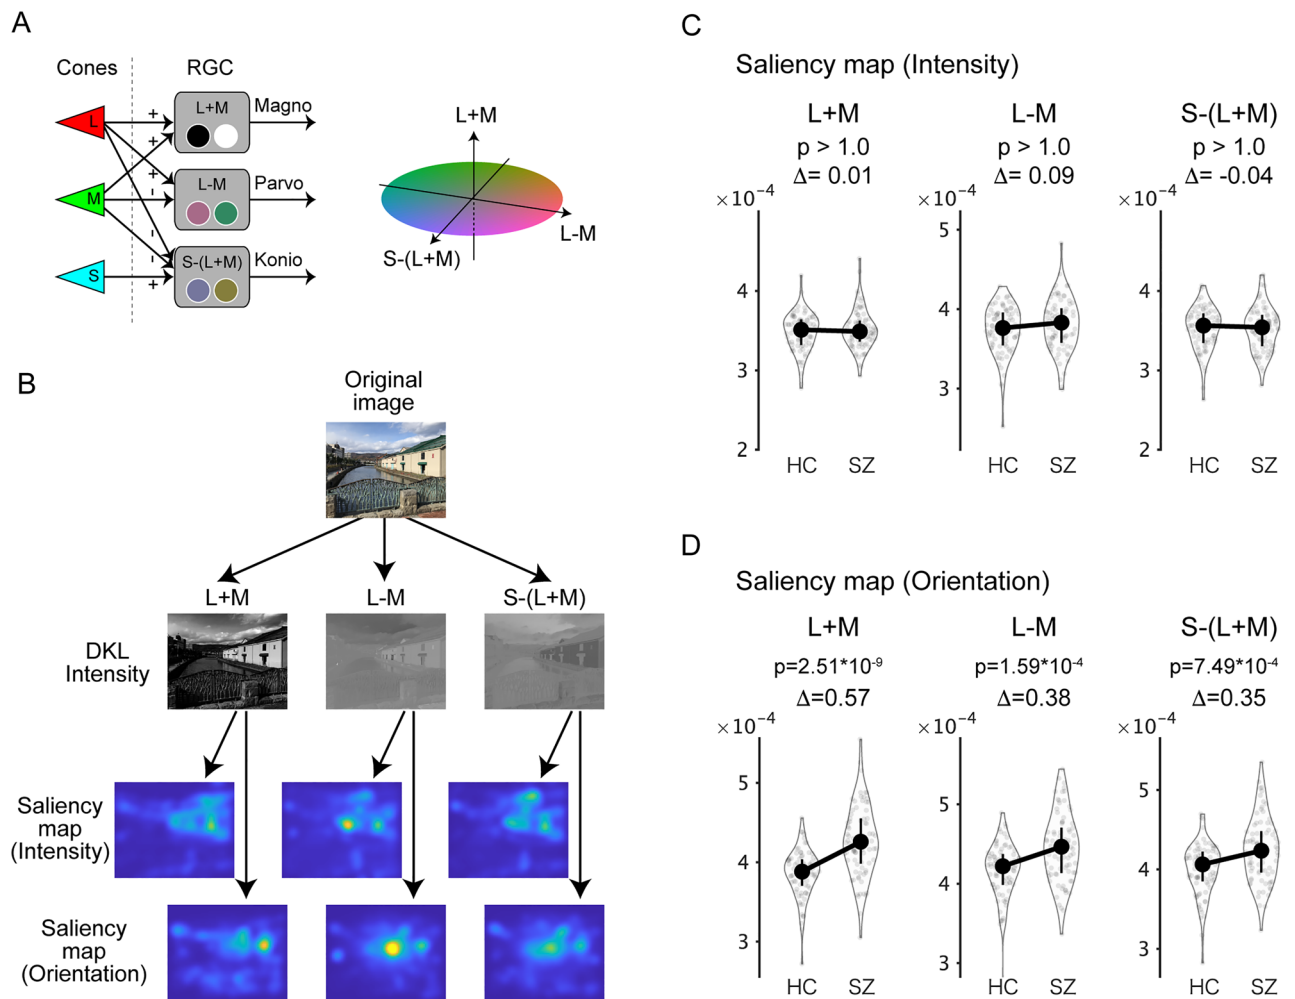 A
Cones
RGC
L
M
S
+
+
+
-
-
-
+
L+M
Magno
L-M
Parvo
S-(L+M)
Konio
L+M
L-M
S-(L+M)
B
Original
image
L+M
L-M
S-(L+M)
DKL
Intensity
Saliency
map
(Intensity)
Saliency
map
(Orientation)
C
Saliency map (Intensity)
L+M
p > 1.0
Δ= 0.01
×10⁻⁴
4
3
2
HC SZ
L-M
p > 1.0
Δ= 0.09
×10⁻⁴
5
4
3
HC SZ
S-(L+M)
p > 1.0
Δ= -0.04
×10⁻⁴
4
3
2
HC SZ
D
Saliency map (Orientation)
L+M
p=2.51*10⁻⁹
Δ=0.57
×10⁻⁴
5
4
3
HC SZ
L-M
p=1.59*10⁻⁴
Δ=0.38
×10⁻⁴
5
4
3
HC SZ
S-(L+M)
p=7.49*10⁻⁴
Δ=0.35
×10⁻⁴
5
4
3
HC SZ